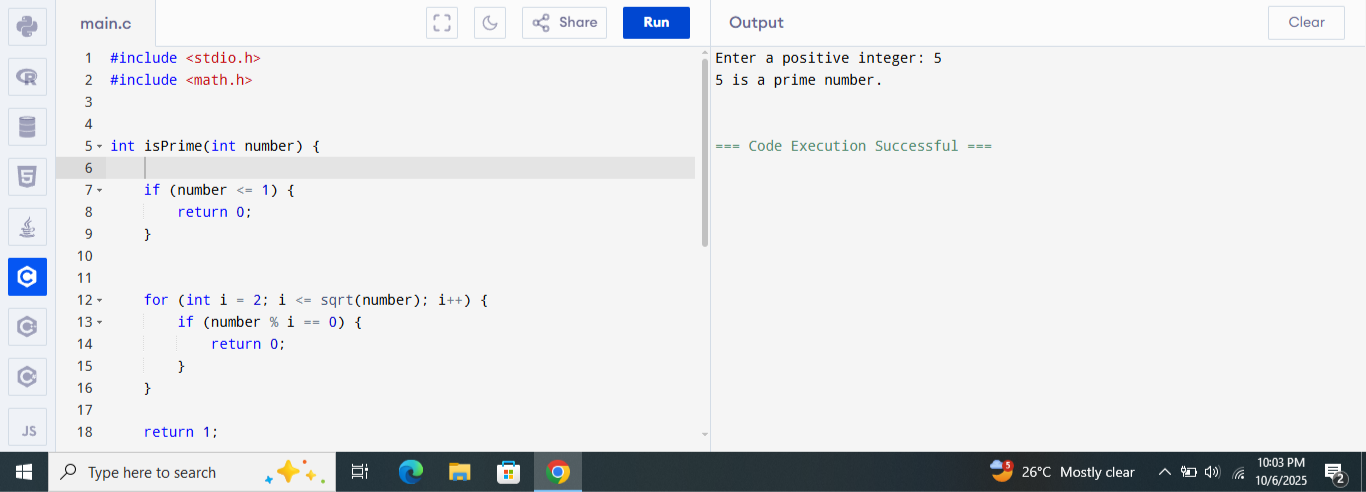 main.c
Share
Run
Output
Clear
1 #include <stdio.h>
2 #include <math.h>
3
4
5 int isPrime(int number) {
6
7     if (number <= 1) {
8         return 0;
9     }
10
11
12     for (int i = 2; i <= sqrt(number); i++) {
13         if (number % i == 0) {
14             return 0;
15         }
16     }
17
18     return 1;
Enter a positive integer: 5
5 is a prime number.
=== Code Execution Successful ===
R
5
C
C
C
JS
Type here to search
5
26°C Mostly clear
10:03 PM
10/6/2025
2